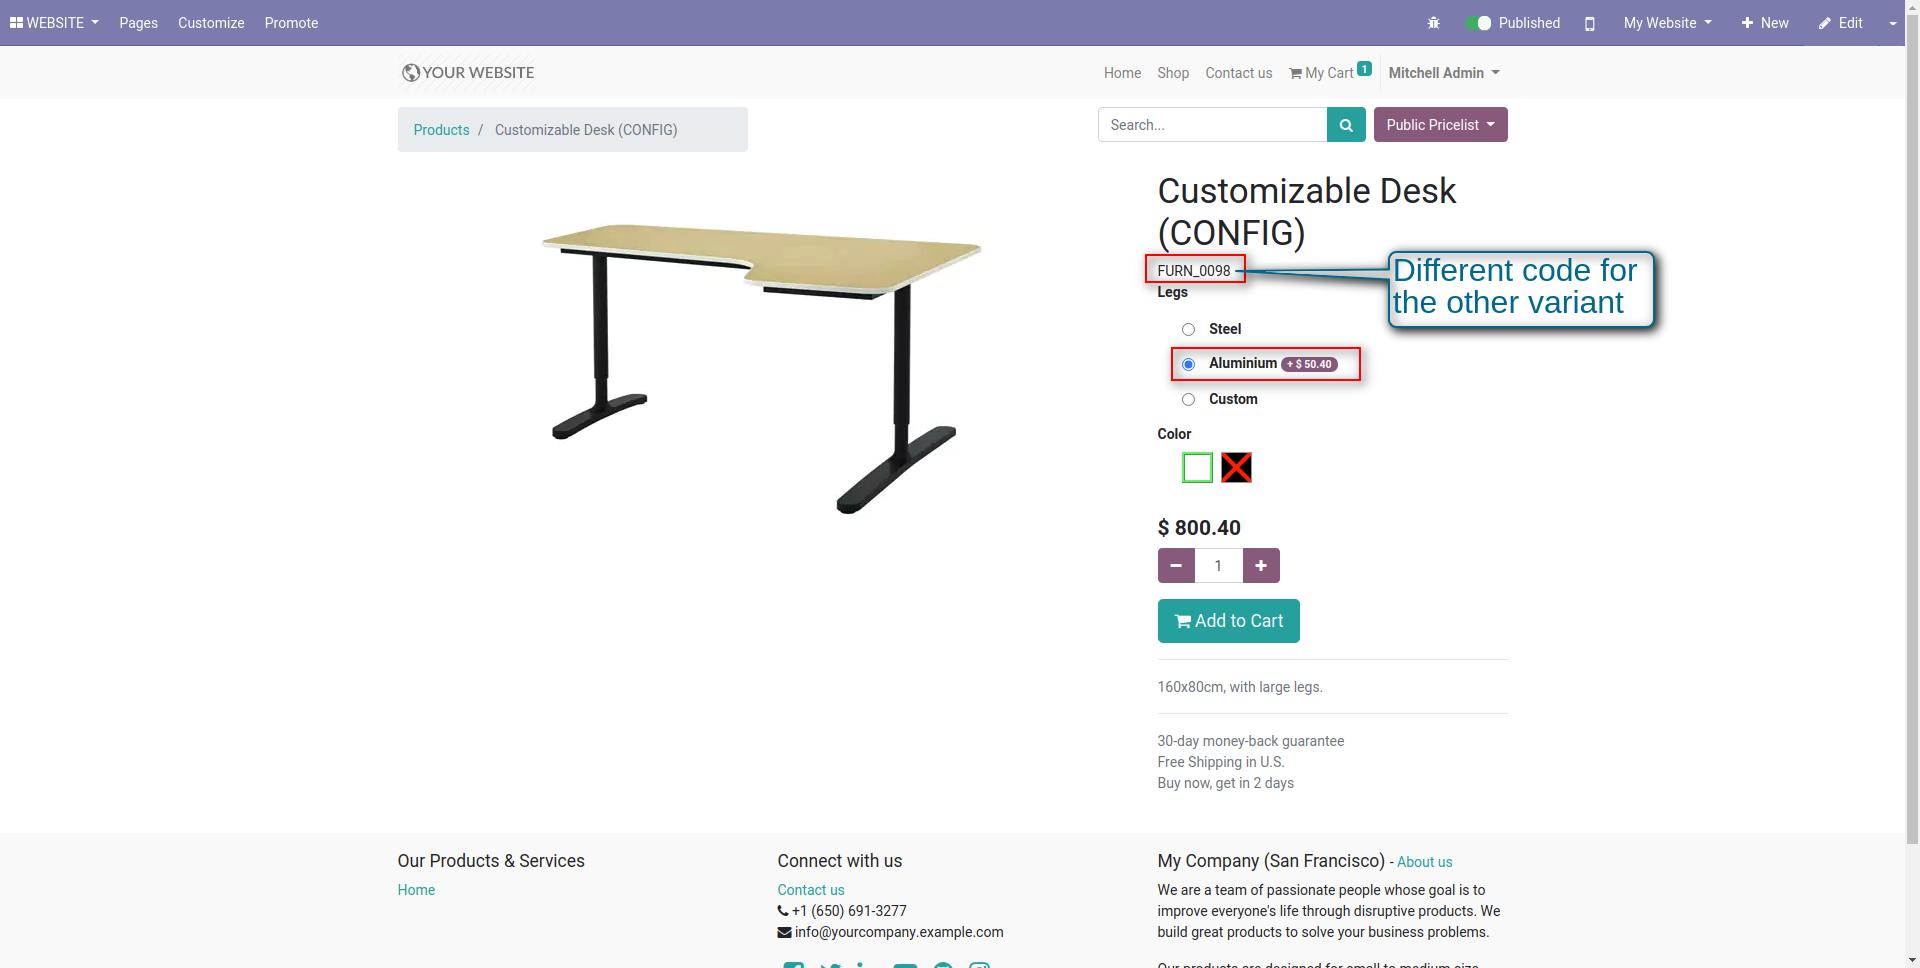 WEBSITE Pages Customize Promote Published My Website New Edit
YOUR WEBSITE Home Shop Contact us My Cart 1 Mitchell Admin
Products / Customizable Desk (CONFIG) Search... Public Pricelist
Customizable Desk
(CONFIG)
FURN_0098
Different code for
the other variant
Legs
Steel
Aluminium + $ 50.40
Custom
Color
$ 800.40
1
Add to Cart
160x80cm, with large legs.
30-day money-back guarantee
Free Shipping in U.S.
Buy now, get in 2 days
Our Products & Services
Home
Connect with us
Contact us
+1 (650) 691-3277
info@yourcompany.example.com
My Company (San Francisco) - About us
We are a team of passionate people whose goal is to
improve everyone's life through disruptive products. We
build great products to solve your business problems.
Our products are designed for small to medium size